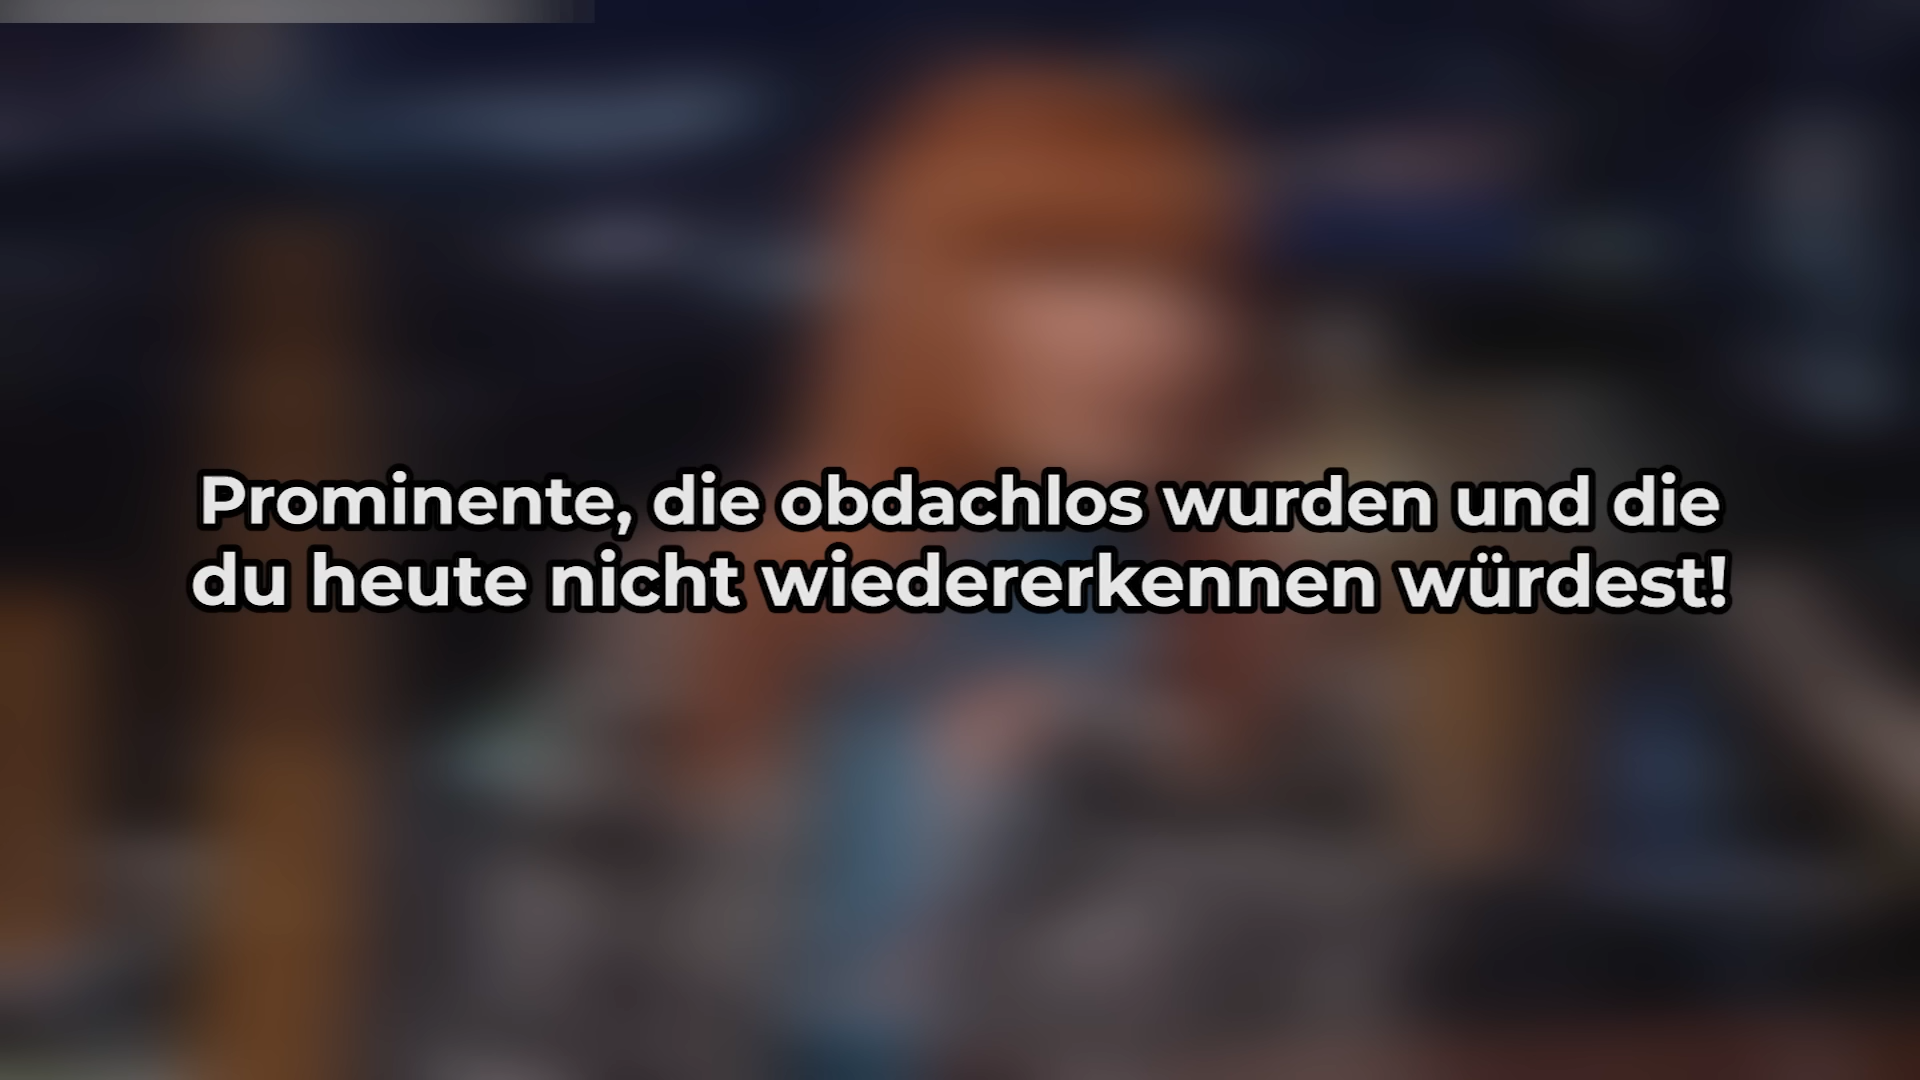 Prominente, die obdachlos wurden und die
du heute nicht wiedererkennen würdest!